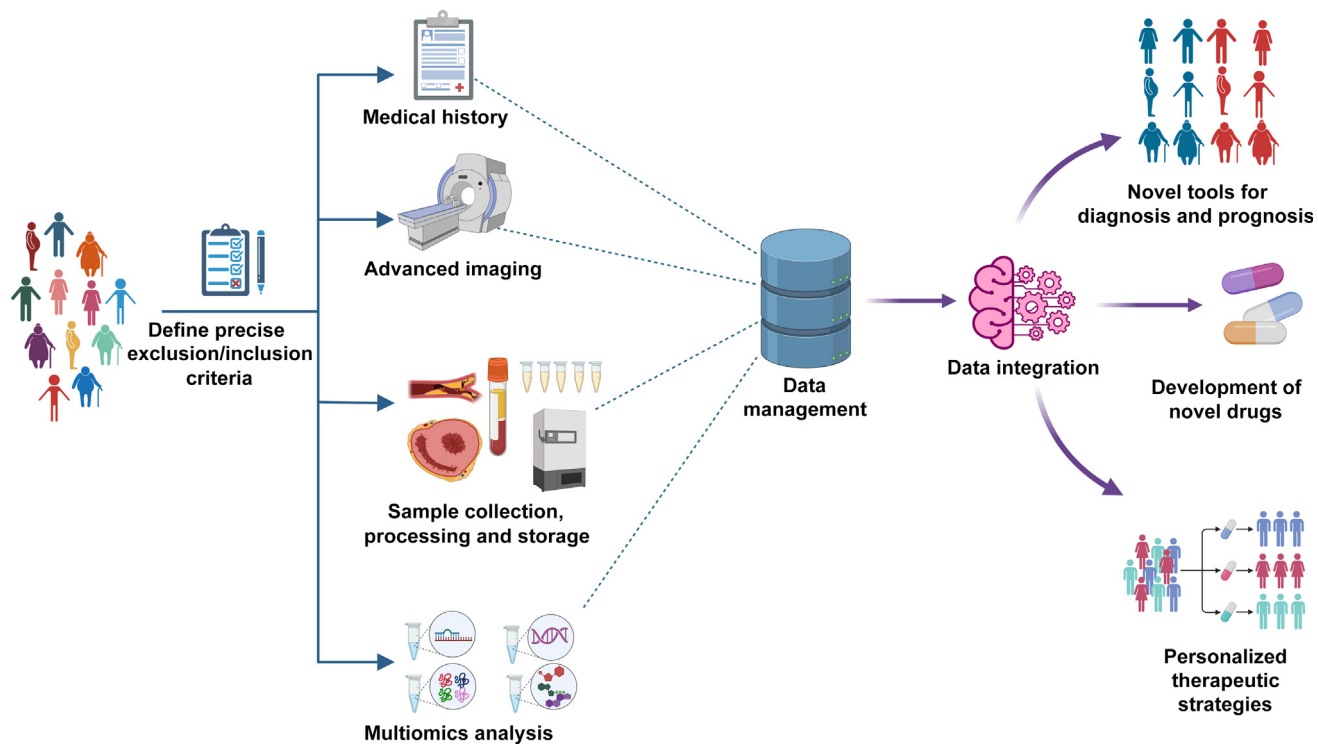 Medical history
Advanced imaging
Define precise
exclusion/inclusion
criteria
Sample collection,
processing and storage
Multiomics analysis
Data
management
Data integration
Novel tools for
diagnosis and prognosis
Development of
novel drugs
Personalized
therapeutic
strategies